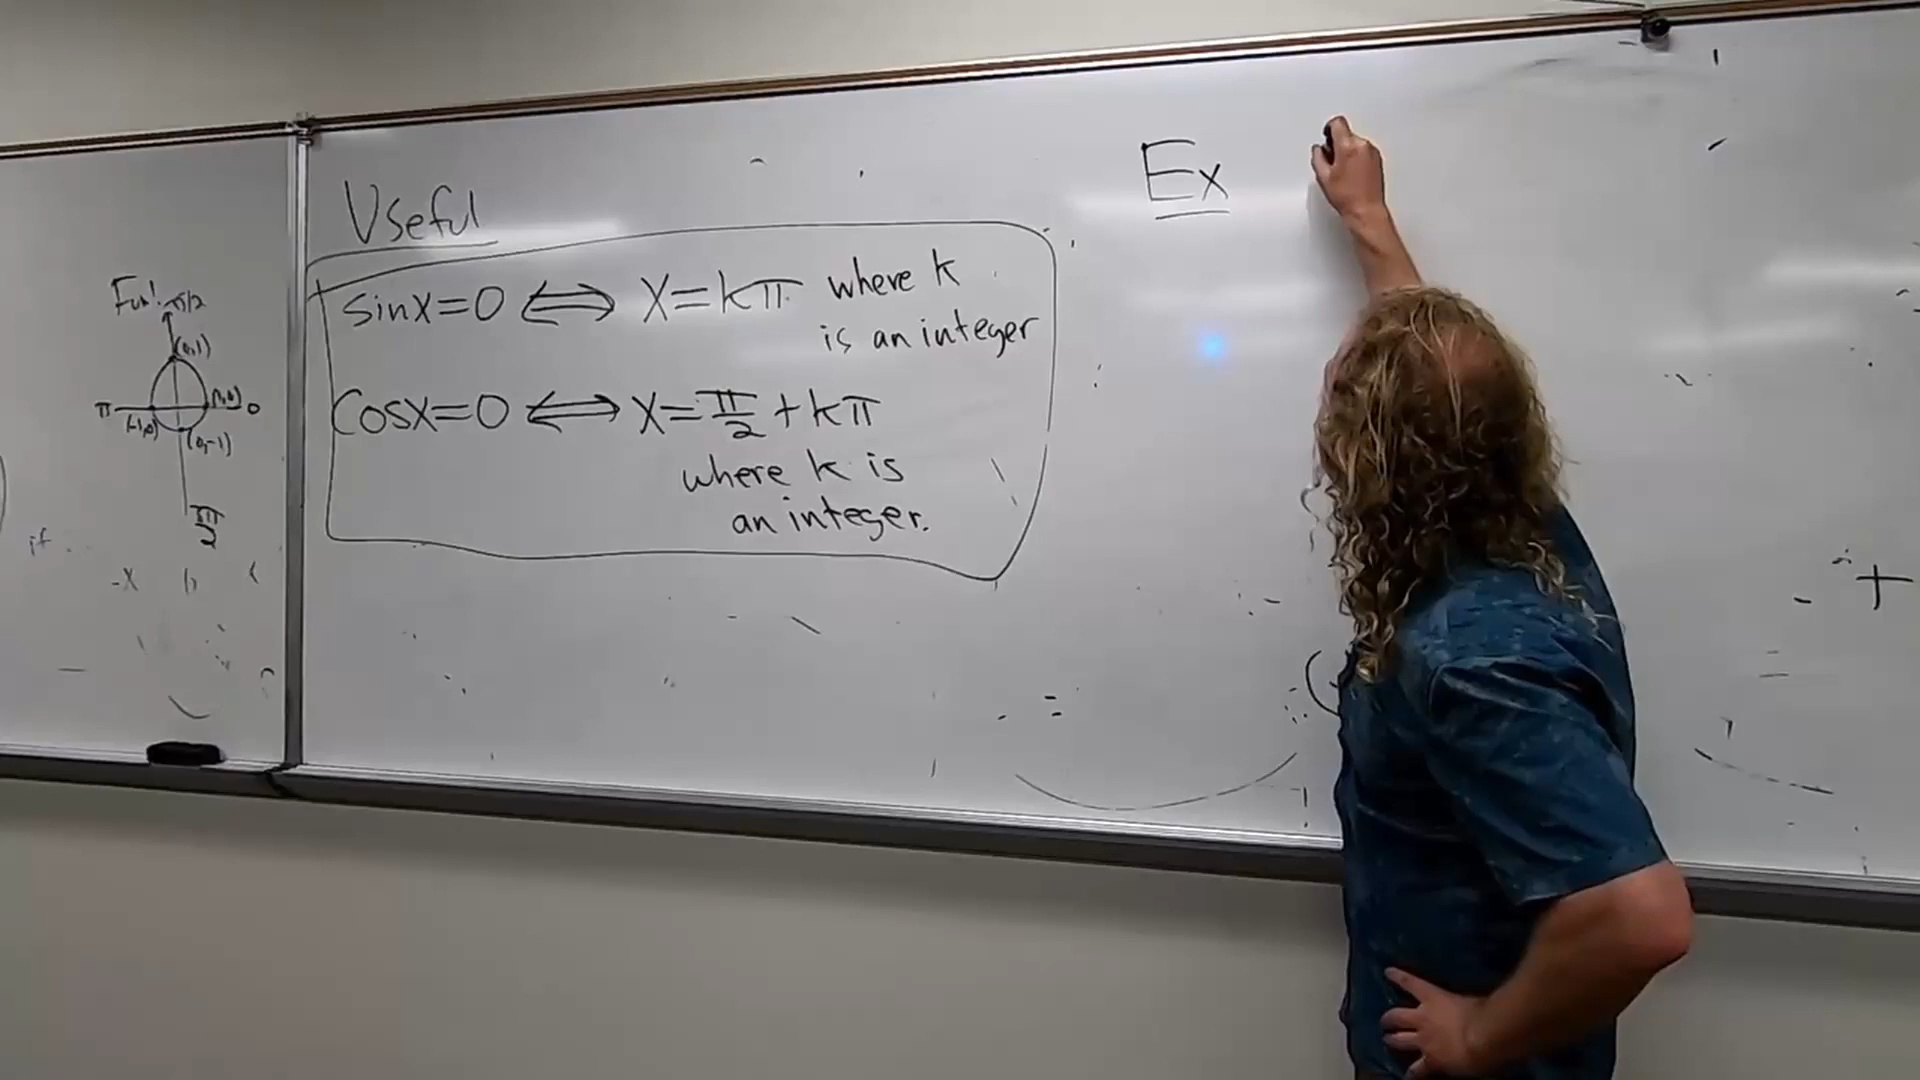 Useful
sinx=0 ⟺ x=kπ where k
is an integer
cosx=0 ⟺ x=π/2+kπ
where k is
an integer.
Fun! π/2
(0,1)
π (-1,0) (1,0) 0
(0,-1)
π/2
if
-x
Ex
+
=